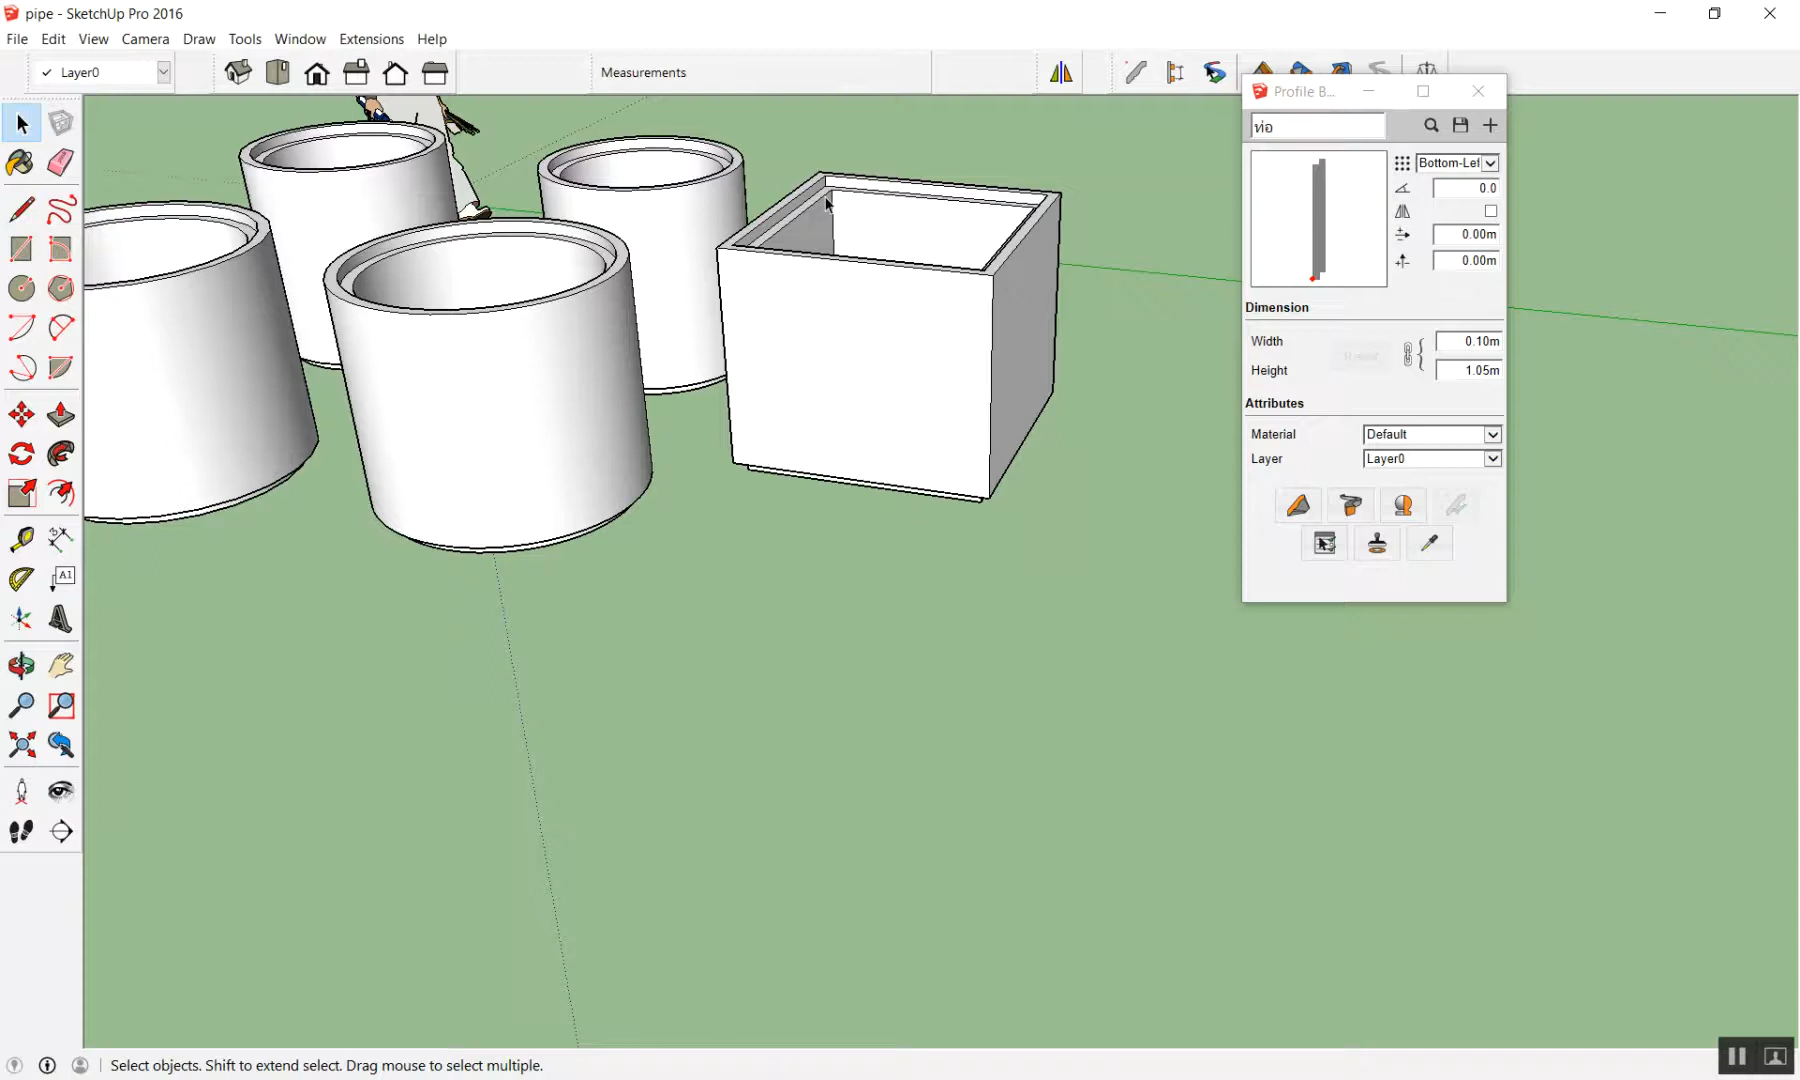 pipe - SketchUp Pro 2016
File Edit View Camera Draw Tools Window Extensions Help
Layer0
Measurements
Profile B...
ท่อ
Bottom-Lef
0.0
0.00m
0.00m
Dimension
Width 0.10m
Height 1.05m
Attributes
Material Default
Layer Layer0
A1
Select objects. Shift to extend select. Drag mouse to select multiple.